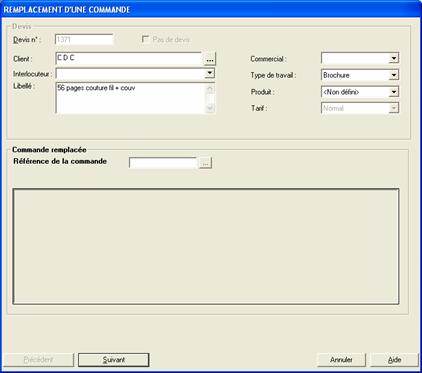 REMPLACEMENT D'UNE COMMANDE
Devis
Devis n° : 1371 Pas de devis
Client : C D C ... Commercial :
Interlocuteur : Type de travail : Brochure
Libellé : 56 pages couture fil + couv Produit : <Non défini>
Tarif : Normal
Commande remplacée
Référence de la commande ...
Précédent Suivant Annuler Aide